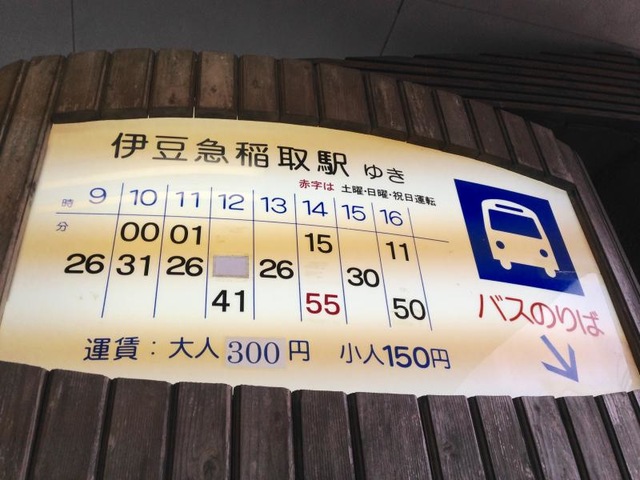 伊豆急稲取駅 ゆき
赤字は 土曜・日曜・祝日運転
時 9 10 11 12 13 14 15 16
分 00 01 15 11
26 31 26 26 30
41 55 50
運賃：大人300円 小人150円
バスのりば